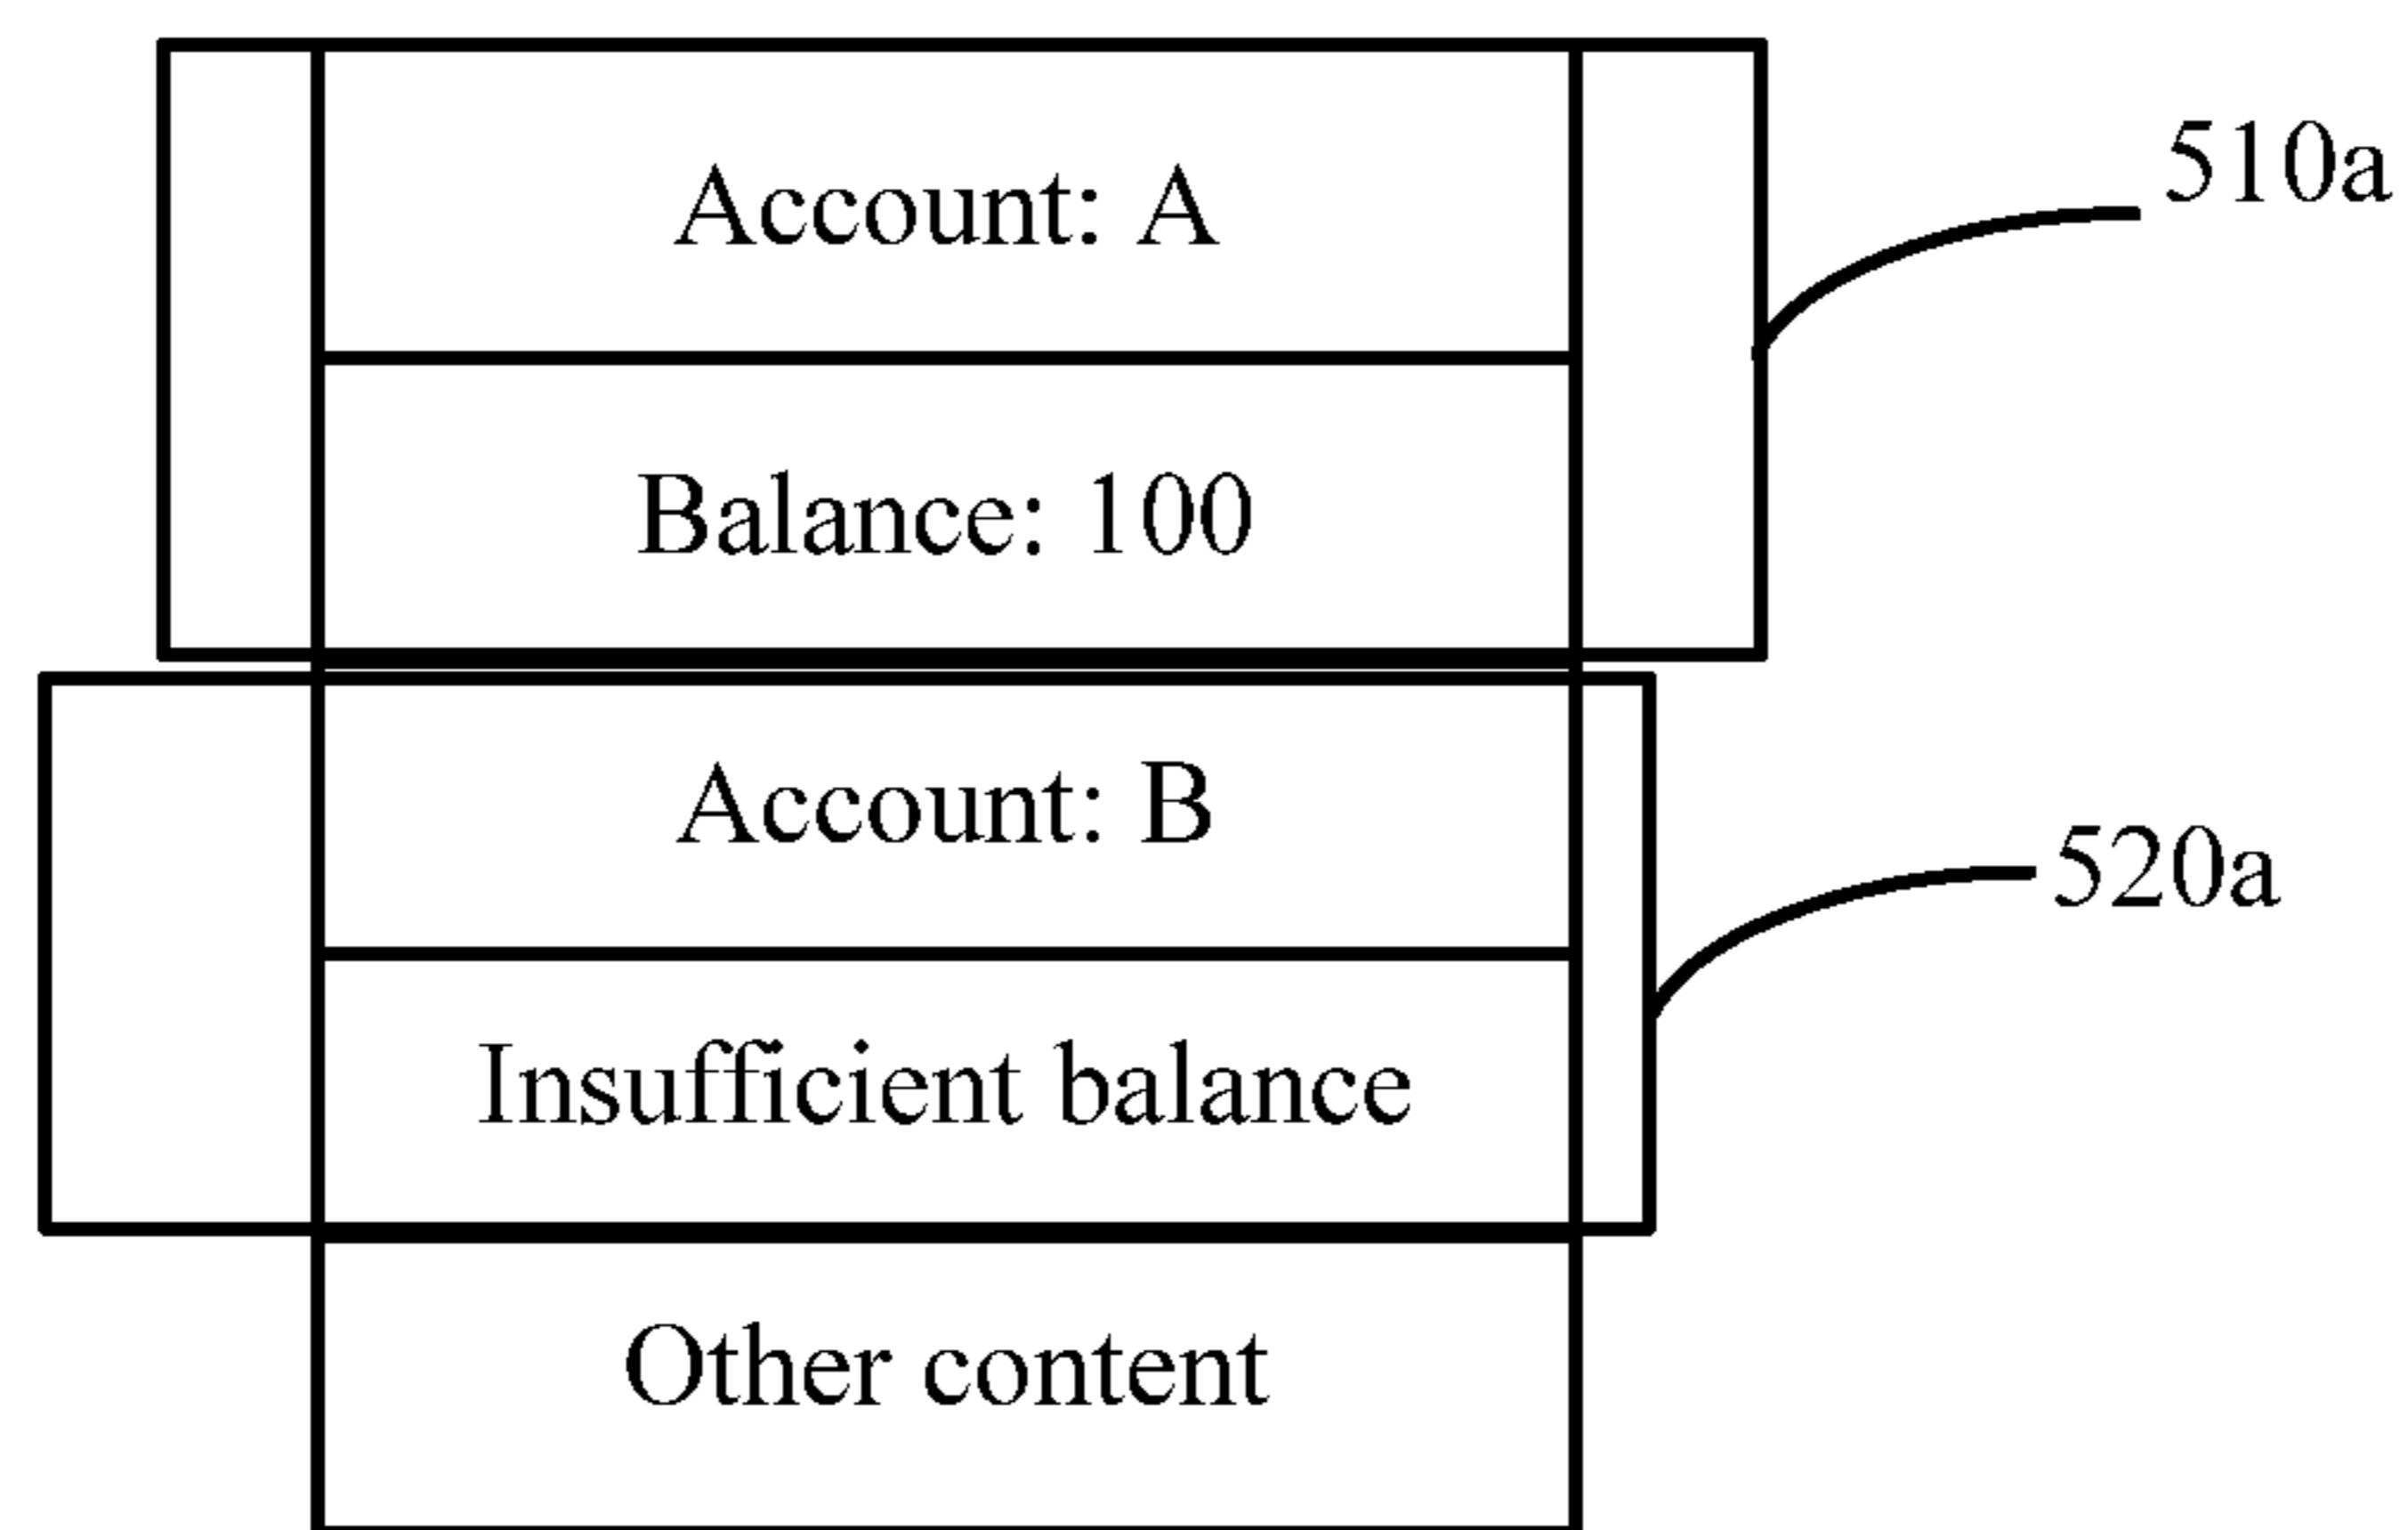 Account: A
510a
Balance: 100
Account: B
520a
Insufficient balance
Other content